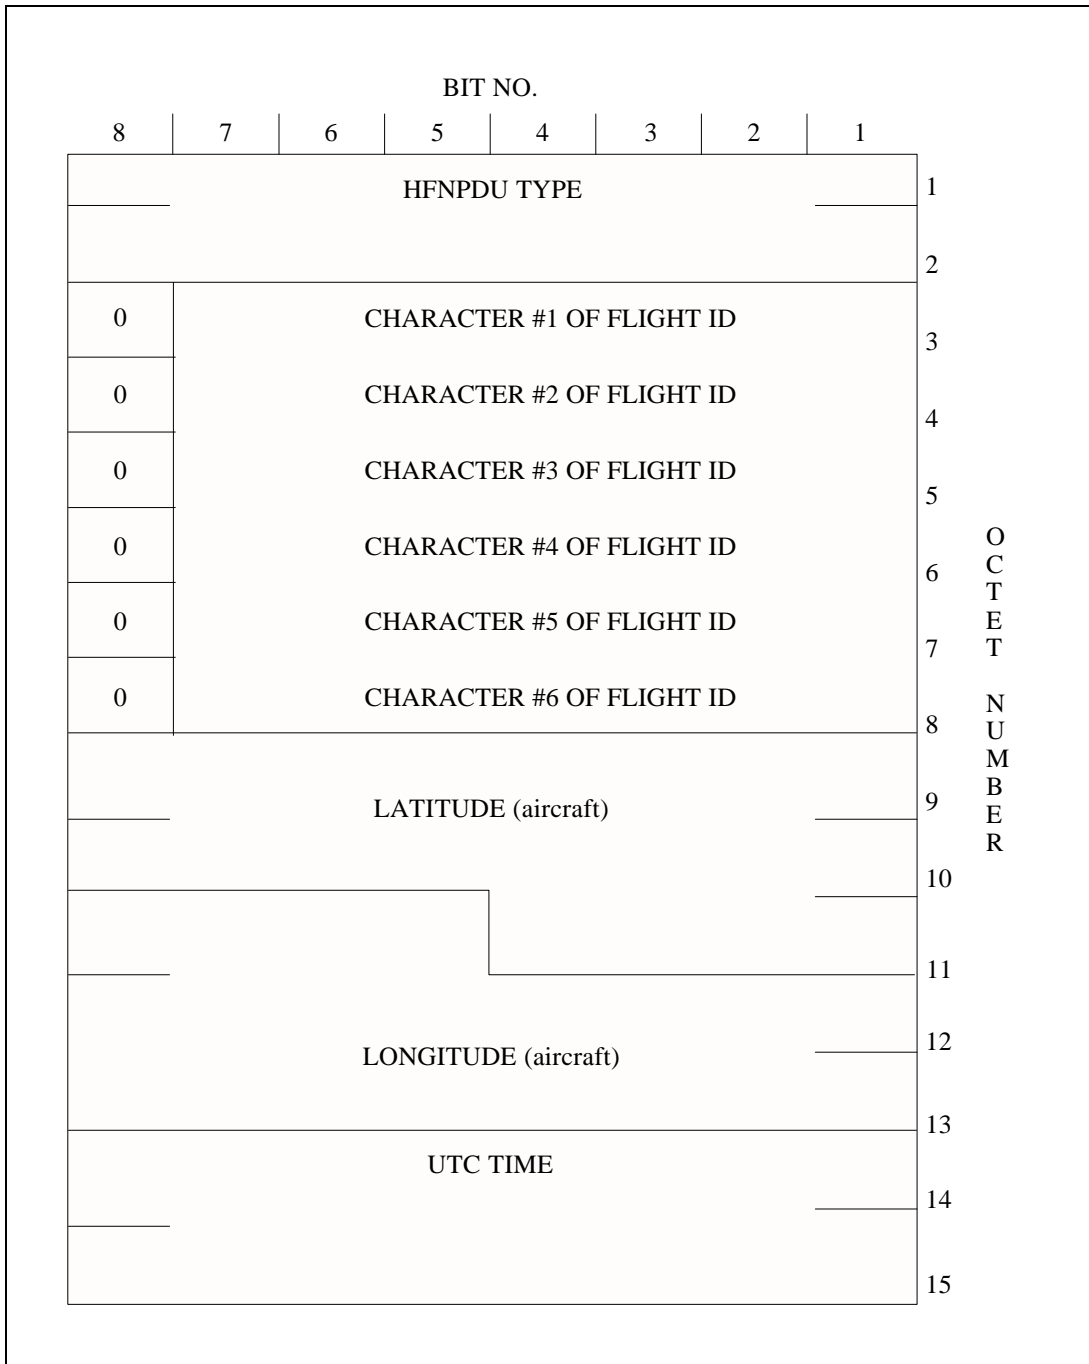 BIT NO.
8 7 6 5 4 3 2 1
HFNPDU TYPE 1
2
0 CHARACTER #1 OF FLIGHT ID 3
0 CHARACTER #2 OF FLIGHT ID 4
0 CHARACTER #3 OF FLIGHT ID 5
0 CHARACTER #4 OF FLIGHT ID 6
0 CHARACTER #5 OF FLIGHT ID 7
0 CHARACTER #6 OF FLIGHT ID 8
LATITUDE (aircraft) 9
10
11
12
LONGITUDE (aircraft)
13
UTC TIME
14
15
OCTET NUMBER